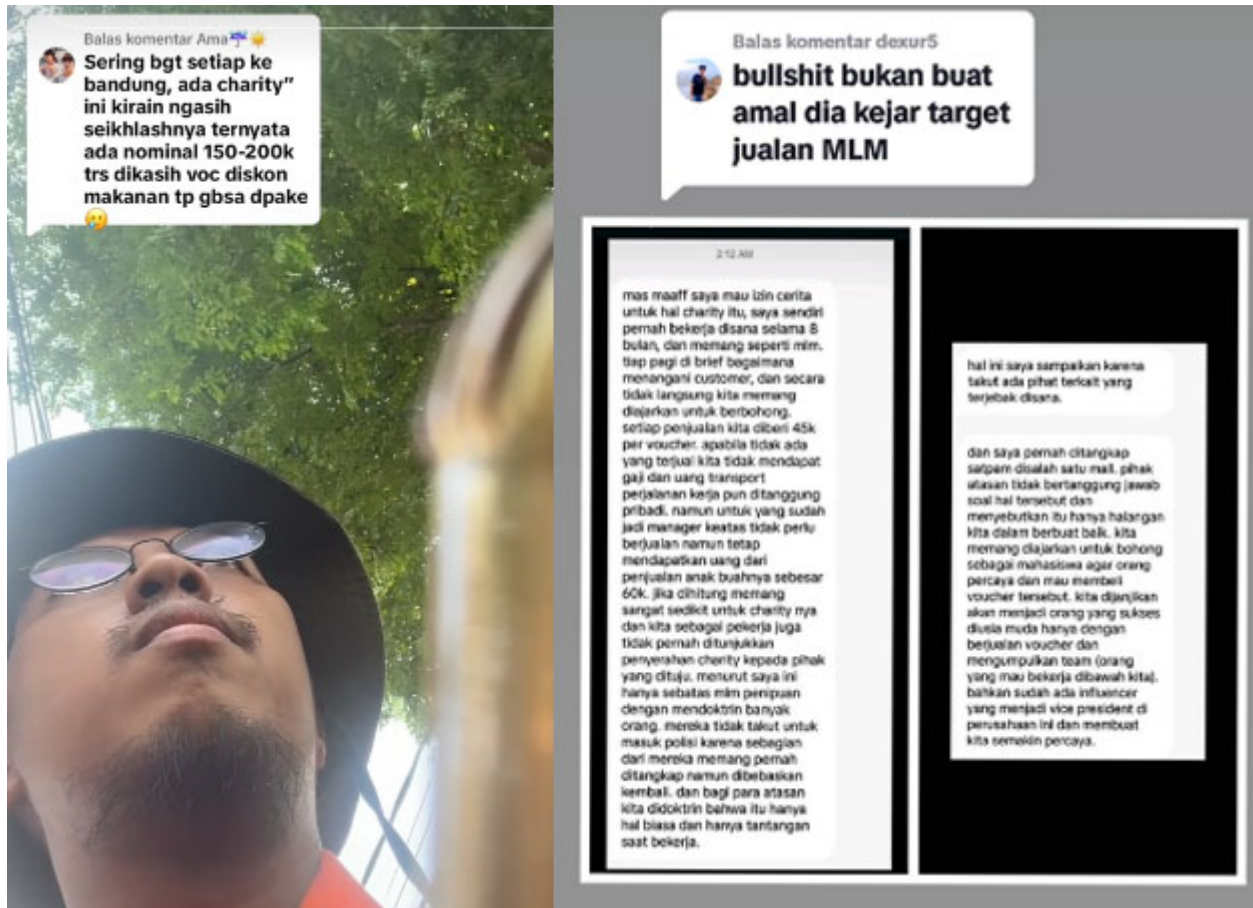 Balas komentar Ama☔☀️
Sering bgt setiap ke
bandung, ada charity”
ini kirain ngasih
seikhlashnya ternyata
ada nominal 150-200k
trs dikasih voc diskon
makanan tp gbsa dpake
🥲
Balas komentar dexur5
bullshit bukan buat
amal dia kejar target
jualan MLM
2:12 AM
mas maaff saya mau izin cerita
untuk hal charity itu, saya sendiri
pernah bekerja disana selama 8
bulan, dan memang seperti mlm.
tiap pagi di brief bagaimana
menangani customer, dan secara
tidak langsung kita memang
diajarkan untuk berbohong.
setiap penjualan kita diberi 45k
per voucher. apabila tidak ada
yang terjual kita tidak mendapat
gaji dan uang transport
perjalanan kerja pun ditanggung
pribadi. namun untuk yang sudah
jadi manager keatas tidak perlu
berjualan namun tetap
mendapatkan uang dari
penjualan anak buahnya sebesar
60k. jika dihitung memang
sangat sedikit untuk charity nya
dan kita sebagai pekerja juga
tidak pernah ditunjukkan
penyerahan charity kepada pihak
yang dituju. menurut saya ini
hanya sebatas mlm penipuan
dengan mendoktrin banyak
orang. mereka tidak takut untuk
masuk polisi karena sebagian
dari mereka memang pernah
ditangkap namun dibebaskan
kembali. dan bagi para atasan
kita didoktrin bahwa itu hanya
hal biasa dan hanya tantangan
saat bekerja.
hal ini saya sampaikan karena
takut ada pihat terkait yang
terjebak disana.
dan saya pernah ditangkap
satpam disalah satu mall. pihak
atasan tidak bertanggung jawab
soal hal tersebut dan
menyebutkan itu hanya halangan
kita dalam berbuat baik. kita
memang diajarkan untuk bohong
sebagai mahasiswa agar orang
percaya dan mau membeli
voucher tersebut. kita dijanjikan
akan menjadi orang yang sukses
diusia muda hanya dengan
berjualan voucher dan
mengumpulkan team (orang
yang mau bekerja dibawah kita).
bahkan sudah ada influencer
yang menjadi vice president di
perusahaan ini dan membuat
kita semakin percaya.